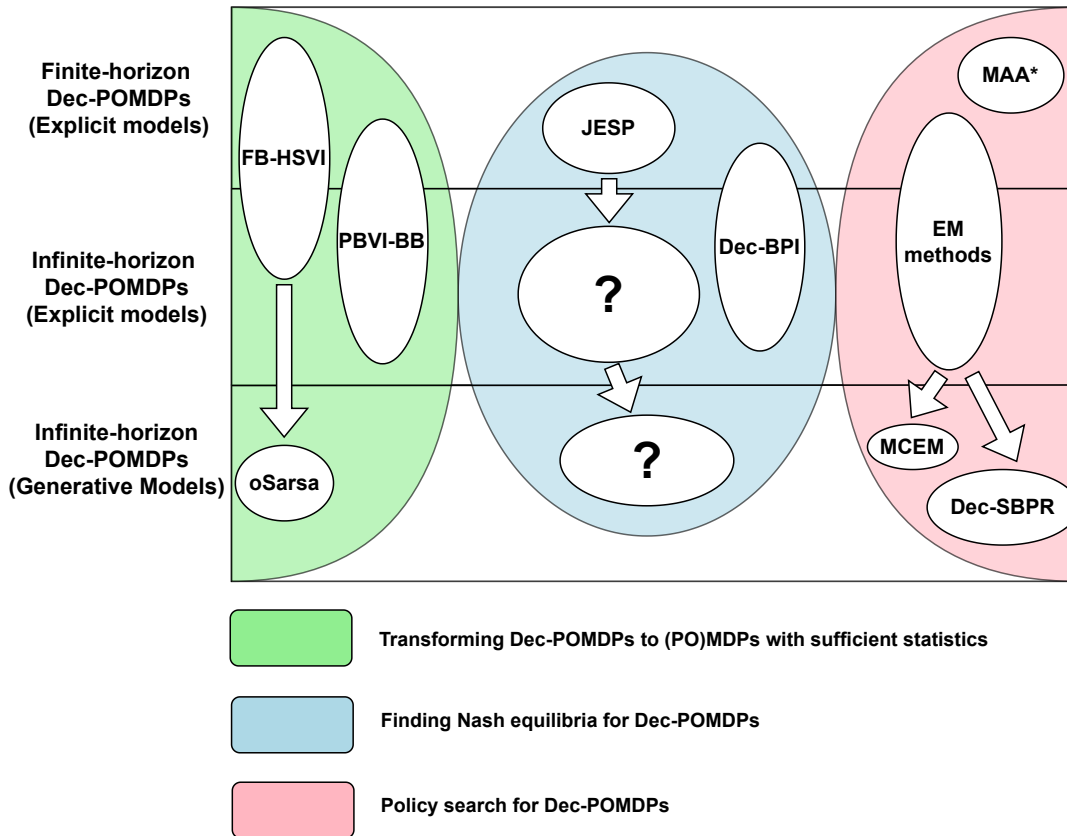 Finite-horizon
Dec-POMDPs
(Explicit models)
FB-HSVI
PBVI-BB
JESP
MAA*
Infinite-horizon
Dec-POMDPs
(Explicit models)
?
Dec-BPI
EM
methods
Infinite-horizon
Dec-POMDPs
(Generative Models)
oSarsa
?
MCEM
Dec-SBPR
Transforming Dec-POMDPs to (PO)MDPs with sufficient statistics
Finding Nash equilibria for Dec-POMDPs
Policy search for Dec-POMDPs